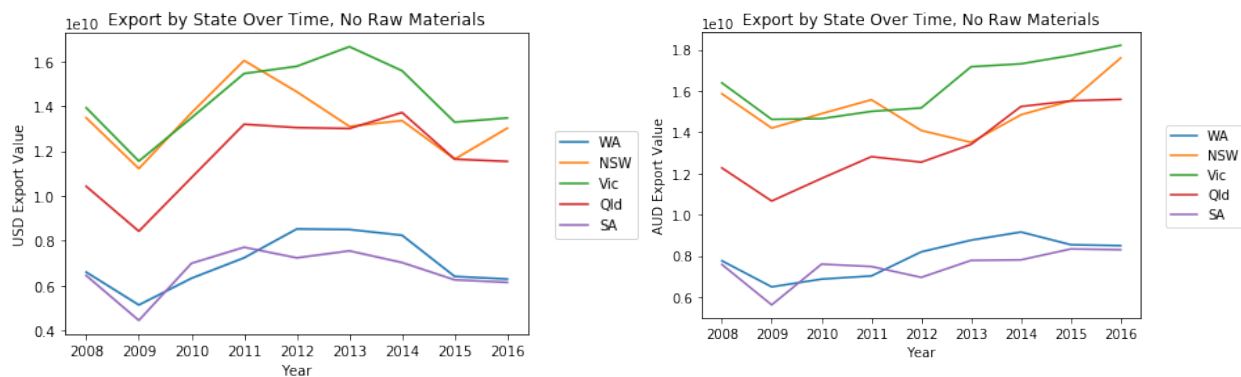 Export by State Over Time, No Raw Materials
1e10
1.6
1.4
1.2
1.0
0.8
0.6
0.4
USD Export Value
2008 2009 2010 2011 2012 2013 2014 2015 2016
Year
WA
NSW
Vic
Qld
SA
Export by State Over Time, No Raw Materials
1e10
1.8
1.6
1.4
1.2
1.0
0.8
0.6
AUD Export Value
2008 2009 2010 2011 2012 2013 2014 2015 2016
Year
WA
NSW
Vic
Qld
SA